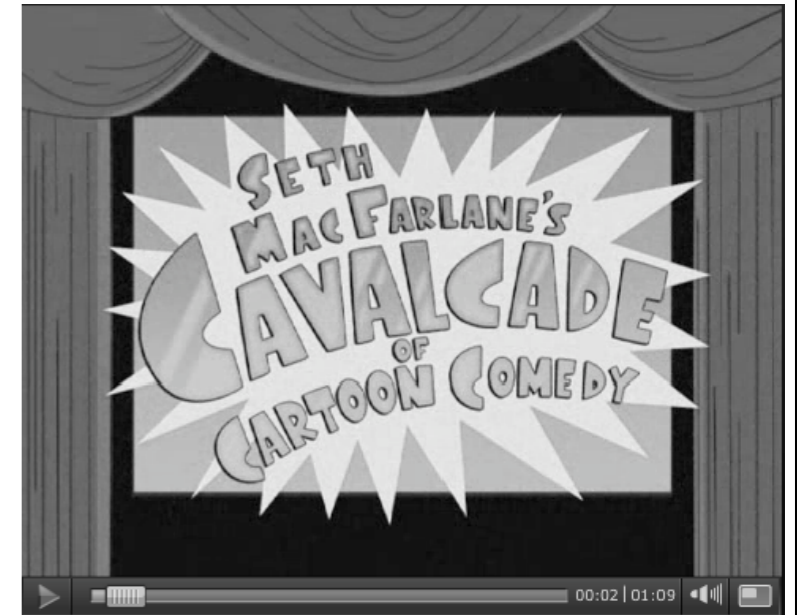 SETH
MACFARLANE'S
CAVALCADE
OF
CARTOON COMEDY
00:02 | 01:09